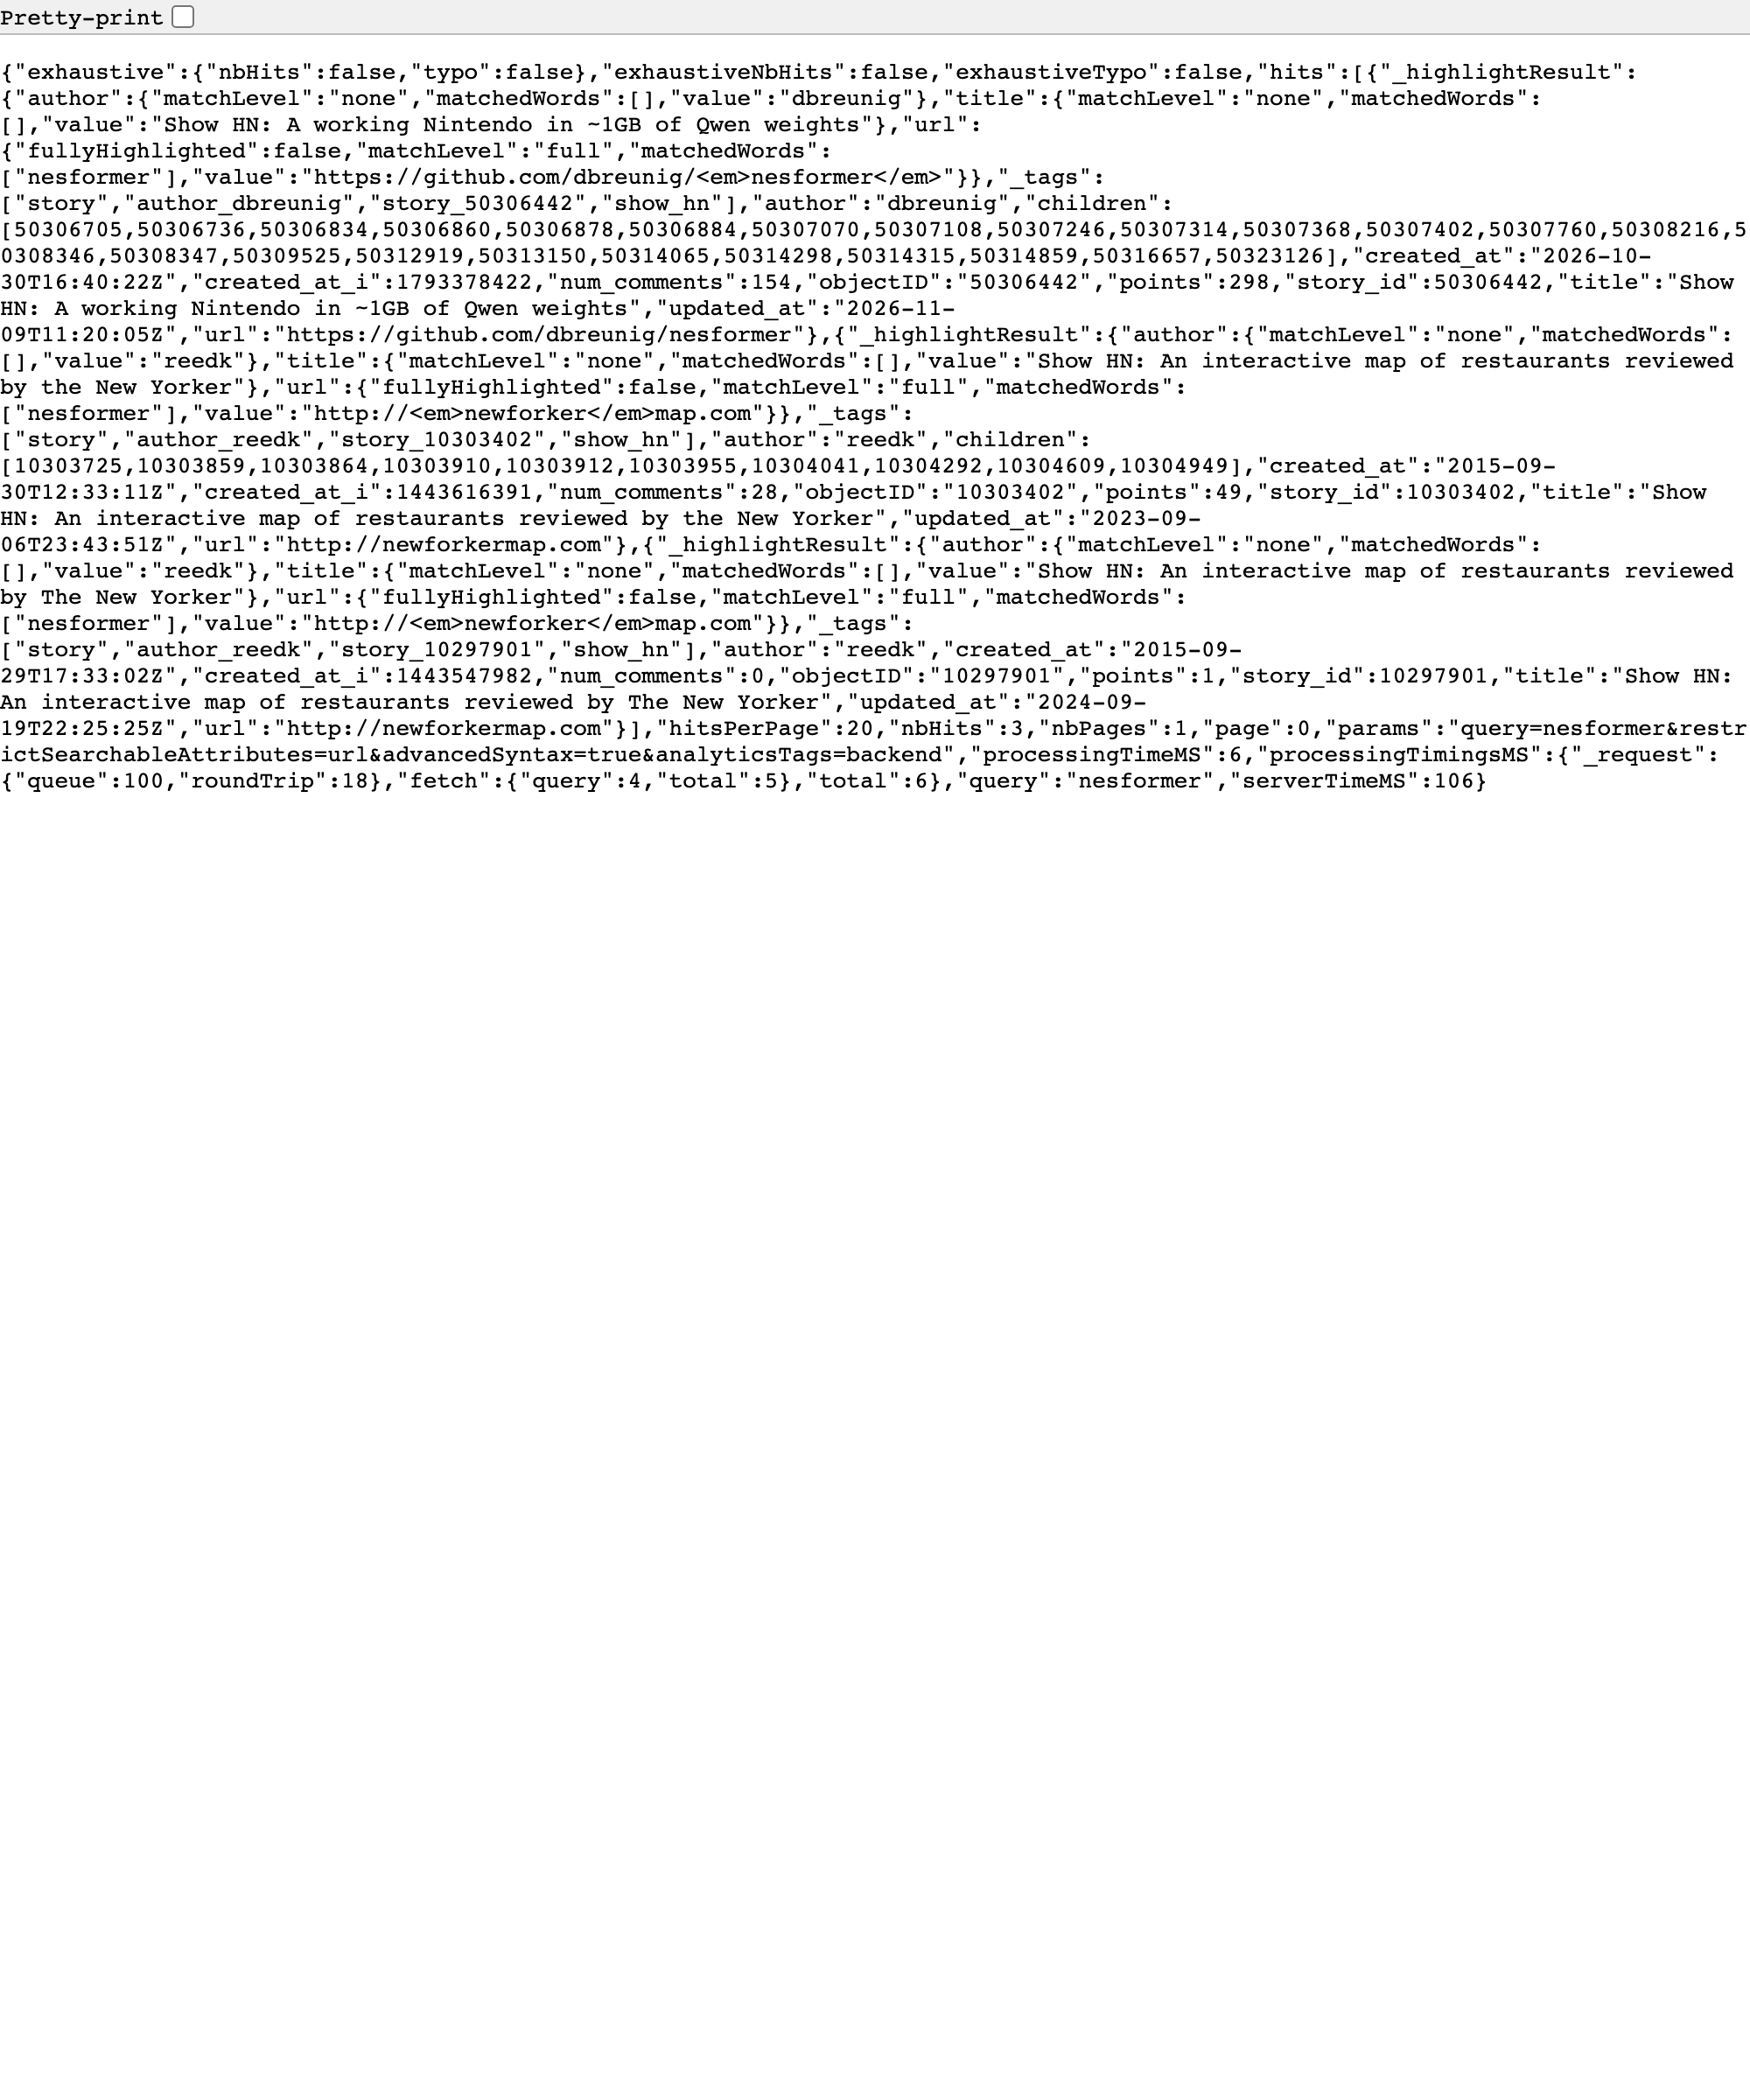 Pretty-print
{"exhaustive":{"nbHits":false,"typo":false},"exhaustiveNbHits":false,"exhaustiveTypo":false,"hits":[{"_highlightResult":
{"author":{"matchLevel":"none","matchedWords":[],"value":"dbreunig"},"title":{"matchLevel":"none","matchedWords":
[],"value":"Show HN: A working Nintendo in ~1GB of Qwen weights"},"url":
{"fullyHighlighted":false,"matchLevel":"full","matchedWords":
["nesformer"],"value":"https://github.com/dbreunig/<em>nesformer</em>"}},"_tags":
["story","author_dbreunig","story_50306442","show_hn"],"author":"dbreunig","children":
[50306705,50306736,50306834,50306860,50306878,50306884,50307070,50307108,50307246,50307314,50307368,50307402,50307760,50308216,5
0308346,50308347,50309525,50312919,50313150,50314065,50314298,50314315,50314859,50316657,50323126],"created_at":"2026-10-
30T16:40:22Z","created_at_i":1793378422,"num_comments":154,"objectID":"50306442","points":298,"story_id":50306442,"title":"Show
HN: A working Nintendo in ~1GB of Qwen weights","updated_at":"2026-11-
09T11:20:05Z","url":"https://github.com/dbreunig/nesformer"},{"_highlightResult":{"author":{"matchLevel":"none","matchedWords":
[],"value":"reedk"},"title":{"matchLevel":"none","matchedWords":[],"value":"Show HN: An interactive map of restaurants reviewed
by the New Yorker"},"url":{"fullyHighlighted":false,"matchLevel":"full","matchedWords":
["nesformer"],"value":"http://<em>newforker</em>map.com"}},"_tags":
["story","author_reedk","story_10303402","show_hn"],"author":"reedk","children":
[10303725,10303859,10303864,10303910,10303912,10303955,10304041,10304292,10304609,10304949],"created_at":"2015-09-
30T12:33:11Z","created_at_i":1443616391,"num_comments":28,"objectID":"10303402","points":49,"story_id":10303402,"title":"Show
HN: An interactive map of restaurants reviewed by the New Yorker","updated_at":"2023-09-
06T23:43:51Z","url":"http://newforkermap.com"},{"_highlightResult":{"author":{"matchLevel":"none","matchedWords":
[],"value":"reedk"},"title":{"matchLevel":"none","matchedWords":[],"value":"Show HN: An interactive map of restaurants reviewed
by The New Yorker"},"url":{"fullyHighlighted":false,"matchLevel":"full","matchedWords":
["nesformer"],"value":"http://<em>newforker</em>map.com"}},"_tags":
["story","author_reedk","story_10297901","show_hn"],"author":"reedk","created_at":"2015-09-
29T17:33:02Z","created_at_i":1443547982,"num_comments":0,"objectID":"10297901","points":1,"story_id":10297901,"title":"Show HN:
An interactive map of restaurants reviewed by The New Yorker","updated_at":"2024-09-
19T22:25:25Z","url":"http://newforkermap.com"}],"hitsPerPage":20,"nbHits":3,"nbPages":1,"page":0,"params":"query=nesformer&restr
ictSearchableAttributes=url&advancedSyntax=true&analyticsTags=backend","processingTimeMS":6,"processingTimingsMS":{"_request":
{"queue":100,"roundTrip":18},"fetch":{"query":4,"total":5},"total":6},"query":"nesformer","serverTimeMS":106}